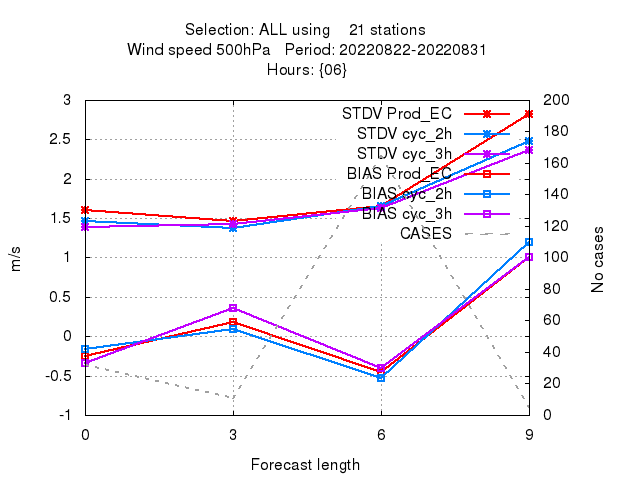 Selection: ALL using 21 stations
Wind speed 500hPa Period: 20220822-20220831
Hours: {06}
3
2.5
2
1.5
1
0.5
0
-0.5
-1
m/s
200
180
160
140
120
100
80
60
40
20
0
No cases
STDV Prod_EC
STDV cyc_2h
STDV cyc_3h
BIAS Prod_EC
BIAS cyc_2h
BIAS cyc_3h
CASES
0 3 6 9
Forecast length